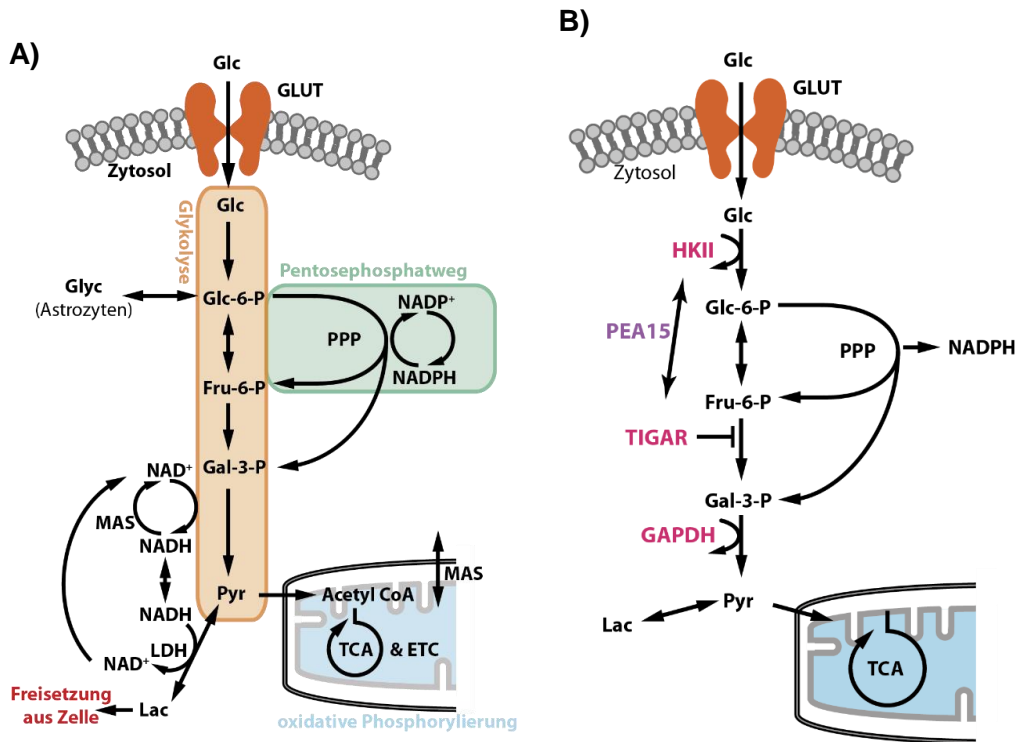 A)
Glc
GLUT
Zytosol
Glykolyse
Glc
Pentosephosphatweg
Glyc
(Astrozyten)
Glc-6-P
NADP+
PPP
NADPH
Fru-6-P
NAD+
Gal-3-P
MAS
NADH
NADH
LDH
NAD+
Pyr
Acetyl CoA
MAS
TCA
& ETC
Freisetzung
aus Zelle
Lac
oxidative Phosphorylierung
B)
Glc
GLUT
Zytosol
Glc
HKII
Glc-6-P
PEA15
PPP
NADPH
Fru-6-P
TIGAR
Gal-3-P
GAPDH
Pyr
Lac
TCA